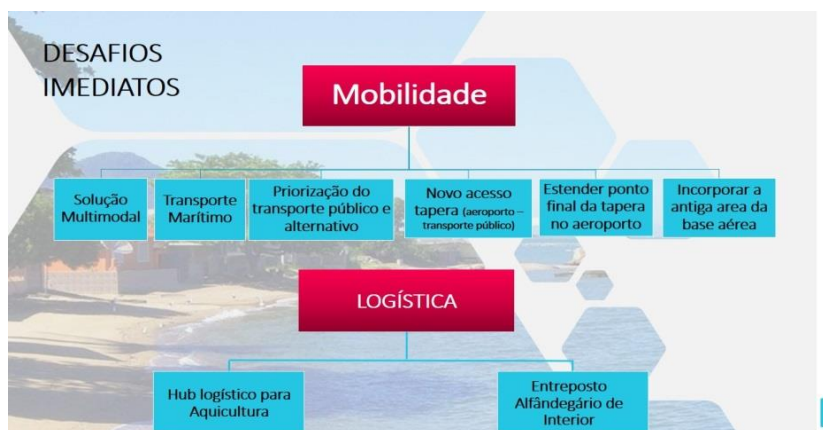 DESAFIOS
IMEDIATOS
Mobilidade
Solução
Multimodal
Transporte
Marítimo
Priorização do
transporte público e
alternativo
Novo acesso
tapera (aeroporto –
transporte público)
Estender ponto
final da tapera
no aeroporto
Incorporar a
antiga area da
base aérea
LOGÍSTICA
Hub logístico para
Aquicultura
Entreposto
Alfândegário de
Interior